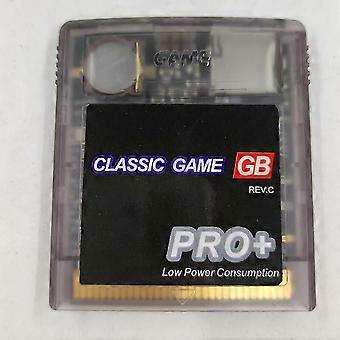 GAME
CLASSIC GAME GB
REV.C
PRO+
Low Power Consumption